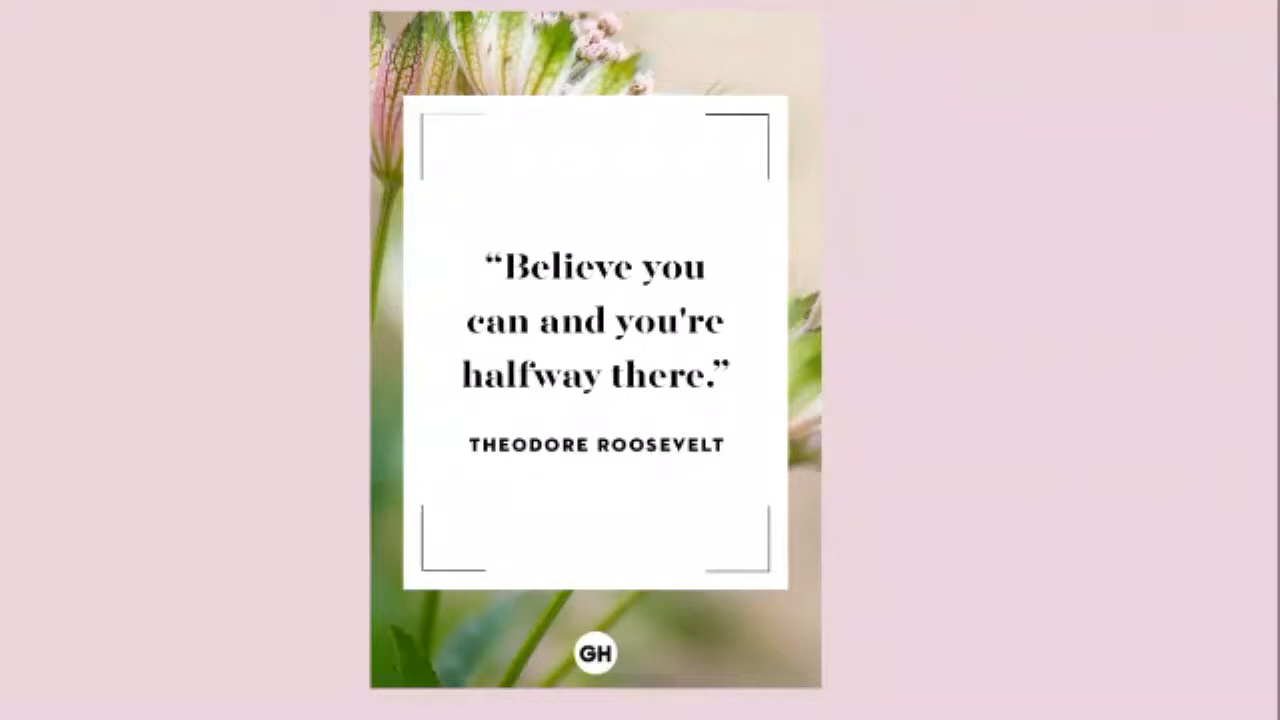 “Believe you
can and you're
halfway there.”
THEODORE ROOSEVELT
GH